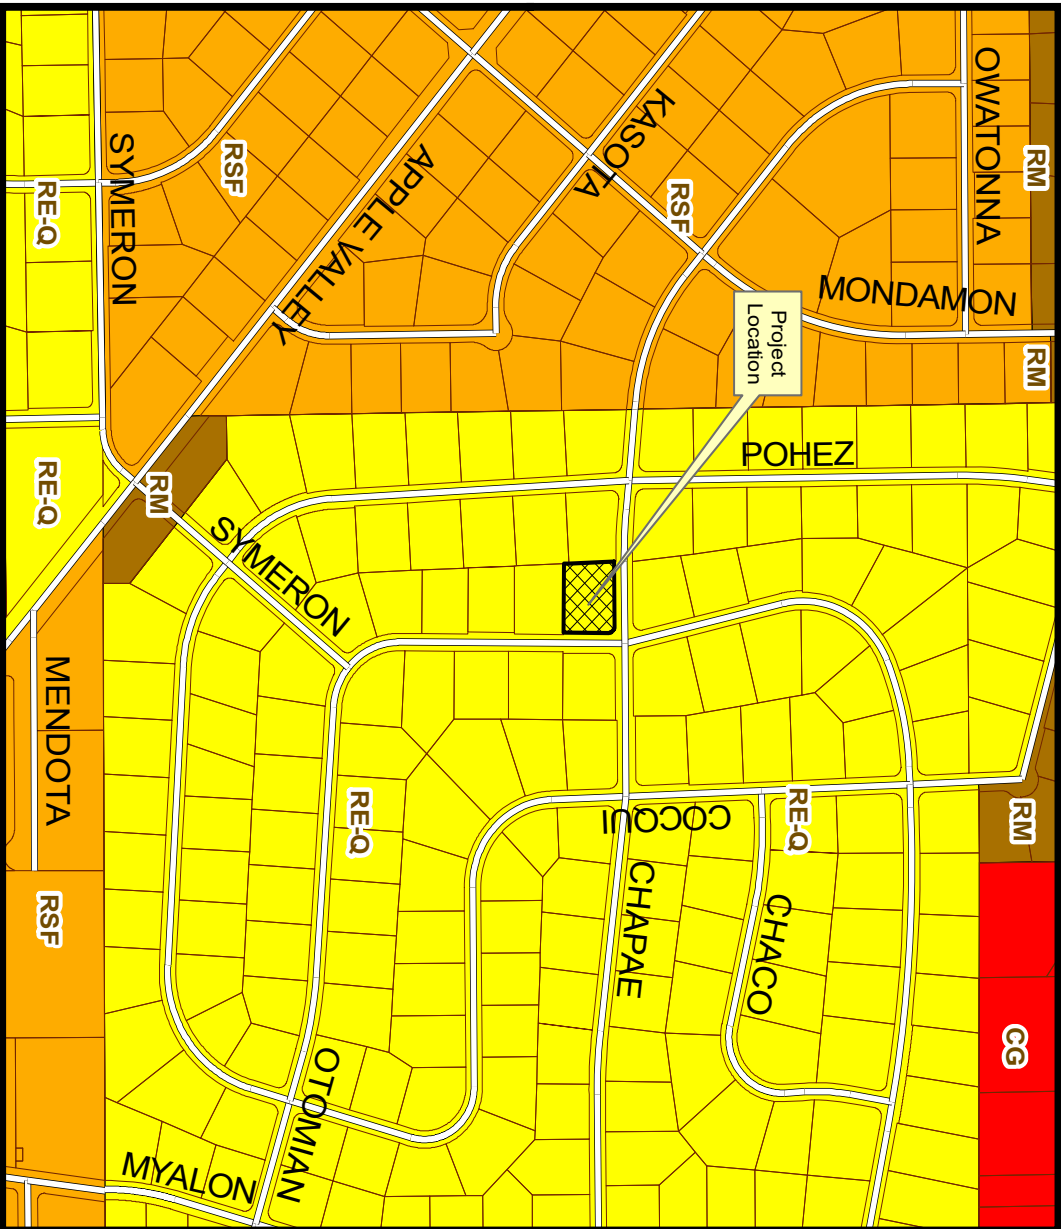 OWATONNA
RM
KASOTA
RSF
SYMERON
RSF
APPLE VALLEY
RE-Q
MONDAMON
Project
Location
RM
POHEZ
RE-Q
RM
SYMERON
MENDOTA
RE-Q
COCQUI
RE-Q
RM
CHAPAE
CHACO
RSF
CG
OTOMIAN
MYALON